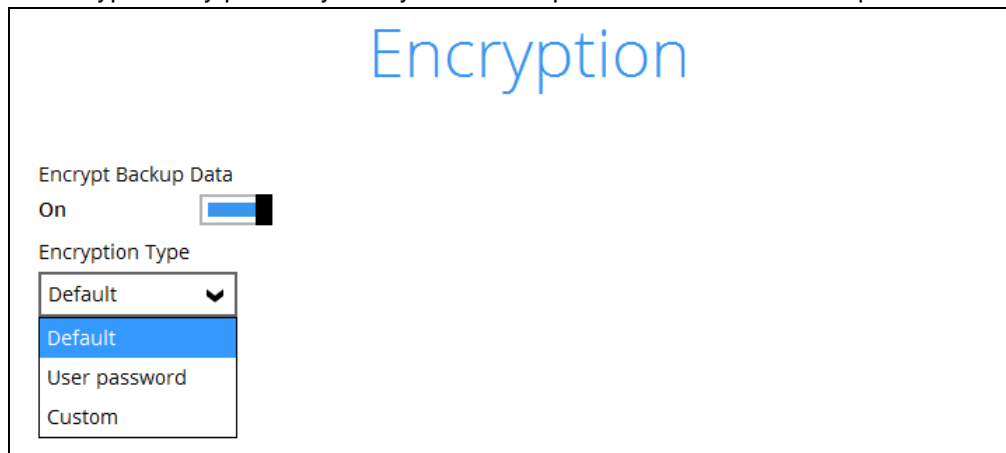 Encryption
Encrypt Backup Data
On
Encryption Type
Default
Default
User password
Custom